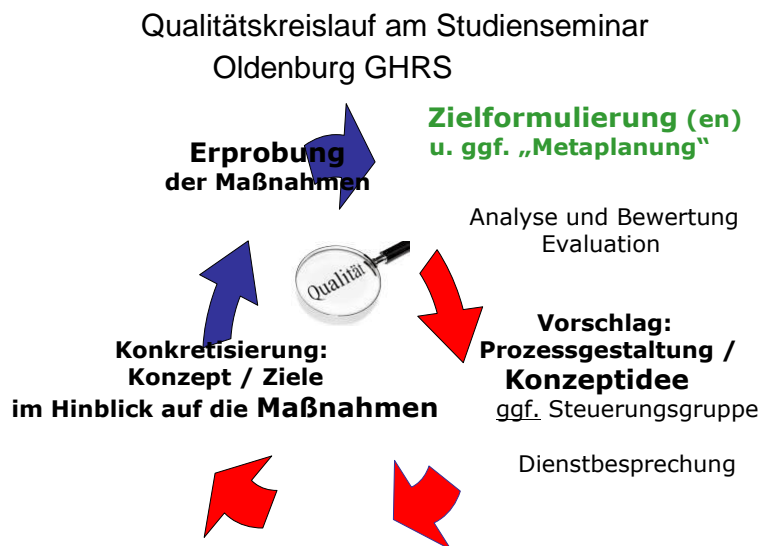 Qualitätskreislauf am Studienseminar
Oldenburg GHRS
Zielformulierung (en)
u. ggf. „Metaplanung“
Erprobung
der Maßnahmen
Analyse und Bewertung
Evaluation
Qualität
Vorschlag:
Prozessgestaltung /
Konzeptidee
ggf. Steuerungsgruppe
Konkretisierung:
Konzept / Ziele
im Hinblick auf die Maßnahmen
Dienstbesprechung